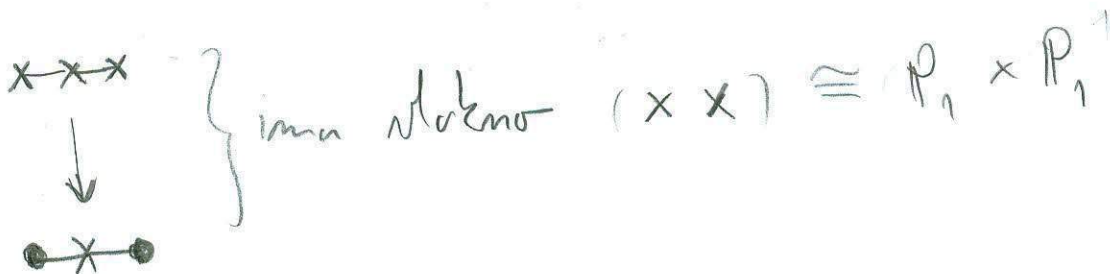 ima vlakno (× ×) ≅ ℙ₁ × ℙ₁